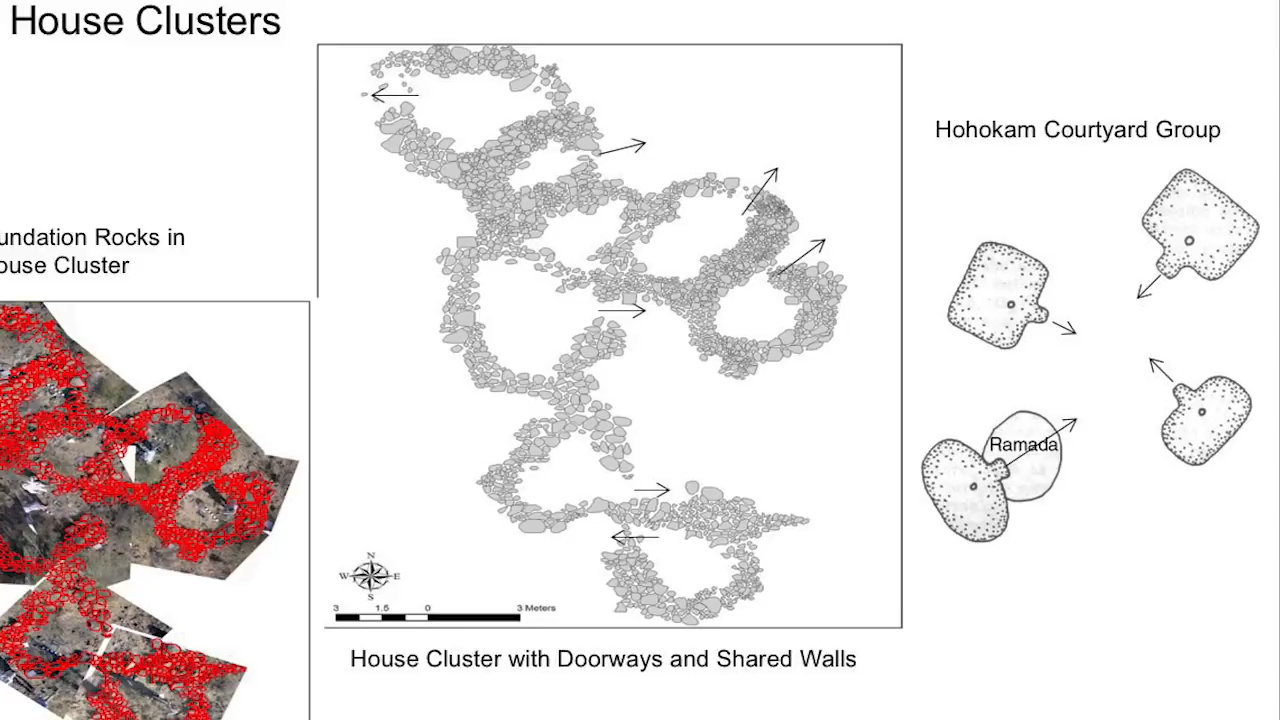 House Clusters
undation Rocks in
ouse Cluster
N
W E
S
3 1.5 0 3 Meters
House Cluster with Doorways and Shared Walls
Hohokam Courtyard Group
Ramada